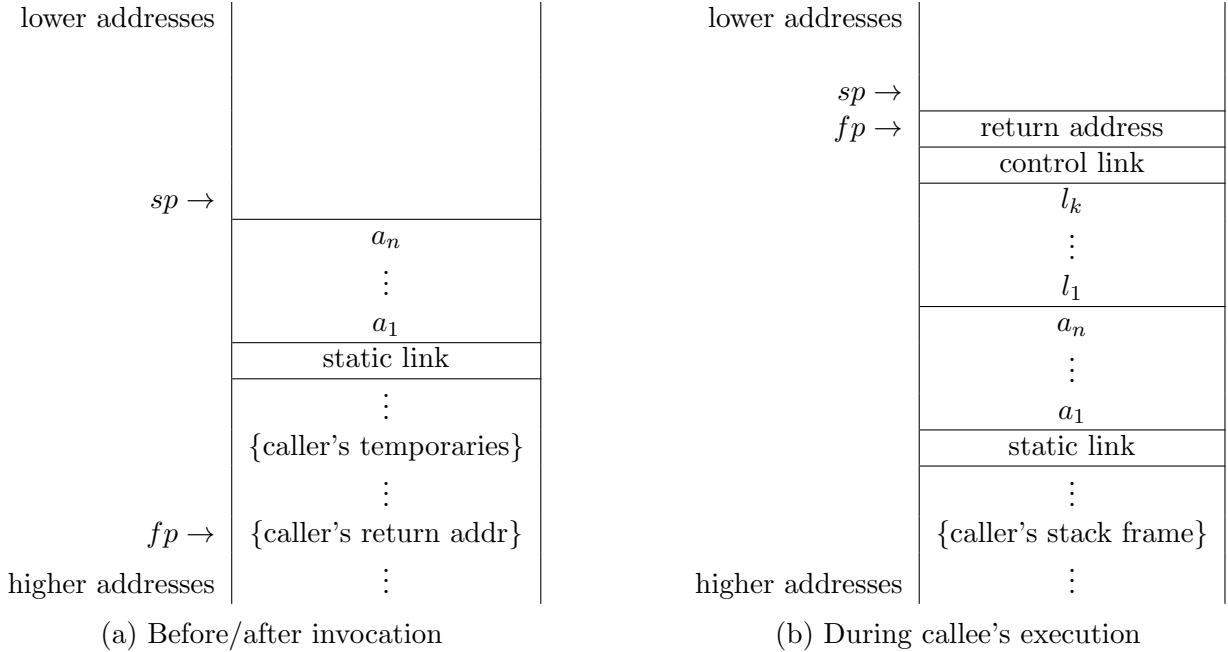 lower addresses
sp →
a_n
⋮
a_1
static link
⋮
{caller's temporaries}
⋮
fp → {caller's return addr}
higher addresses ⋮
(a) Before/after invocation
lower addresses
sp →
fp → return address
control link
l_k
⋮
l_1
a_n
⋮
a_1
static link
⋮
{caller's stack frame}
higher addresses ⋮
(b) During callee's execution